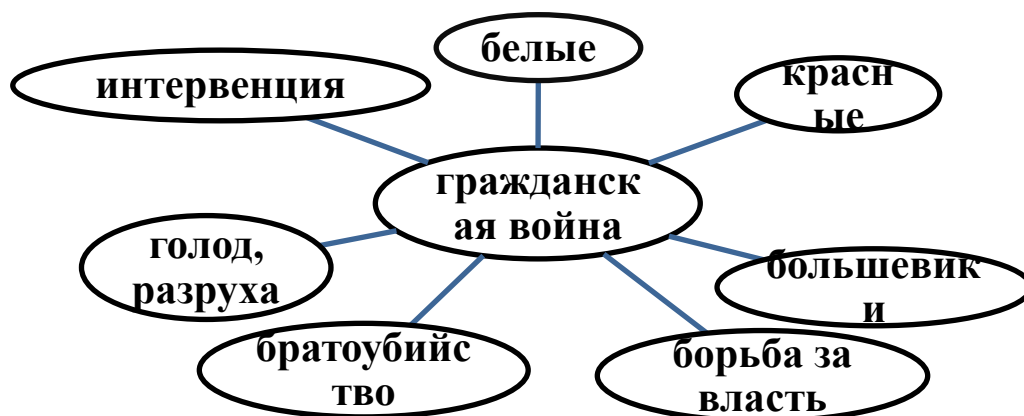 белые
интервенция
красн
ые
гражданск
ая война
голод,
разруха
большевик
и
братоубийс
тво
борьба за
власть